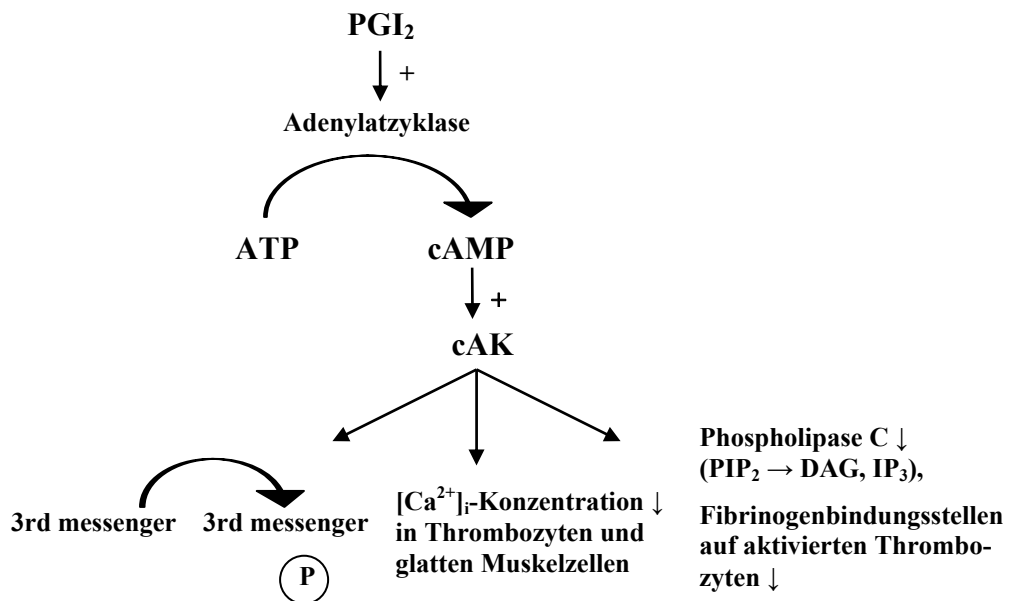 PGI₂
+
Adenylatzyklase
ATP cAMP
+
cAK
3rd messenger 3rd messenger
P
[Ca²⁺]ᵢ-Konzentration ↓
in Thrombozyten und
glatten Muskelzellen
Phospholipase C ↓
(PIP₂ → DAG, IP₃),
Fibrinogenbindungsstellen
auf aktivierten Thrombo-
zyten ↓